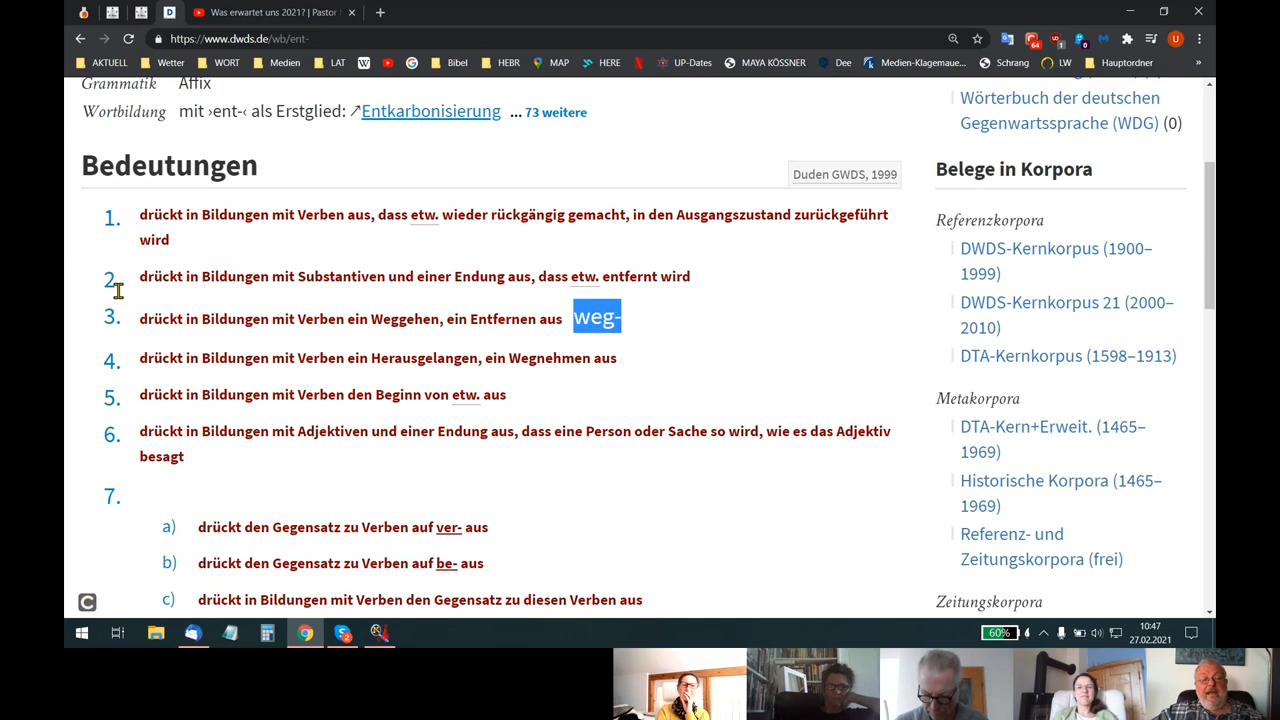 D
Was erwartet uns 2021? | Pastor
https://www.dwds.de/wb/ent-
AKTUELL Wetter WORT Medien LAT Bibel HEBR MAP HERE UP-Dates MAYA KÖSSNER Dee Medien-Klagemaue... Schrang LW Hauptordner »
Grammatik Affix
Wortbildung mit ›ent-‹ als Erstglied: ↗Entkarbonisierung ... 73 weitere
Bedeutungen
Duden GWDS, 1999
1. drückt in Bildungen mit Verben aus, dass etw. wieder rückgängig gemacht, in den Ausgangszustand zurückgeführt
wird
2. drückt in Bildungen mit Substantiven und einer Endung aus, dass etw. entfernt wird
3. drückt in Bildungen mit Verben ein Weggehen, ein Entfernen aus weg-
4. drückt in Bildungen mit Verben ein Herausgelangen, ein Wegnehmen aus
5. drückt in Bildungen mit Verben den Beginn von etw. aus
6. drückt in Bildungen mit Adjektiven und einer Endung aus, dass eine Person oder Sache so wird, wie es das Adjektiv
besagt
7.
a) drückt den Gegensatz zu Verben auf ver- aus
b) drückt den Gegensatz zu Verben auf be- aus
c) drückt in Bildungen mit Verben den Gegensatz zu diesen Verben aus
Wörterbuch der deutschen
Gegenwartssprache (WDG) (0)
Belege in Korpora
Referenzkorpora
DWDS-Kernkorpus (1900–
1999)
DWDS-Kernkorpus 21 (2000–
2010)
DTA-Kernkorpus (1598–1913)
Metakorpora
DTA-Kern+Erweit. (1465–
1969)
Historische Korpora (1465–
1969)
Referenz- und
Zeitungskorpora (frei)
Zeitungskorpora
60%
10:47
27.02.2021